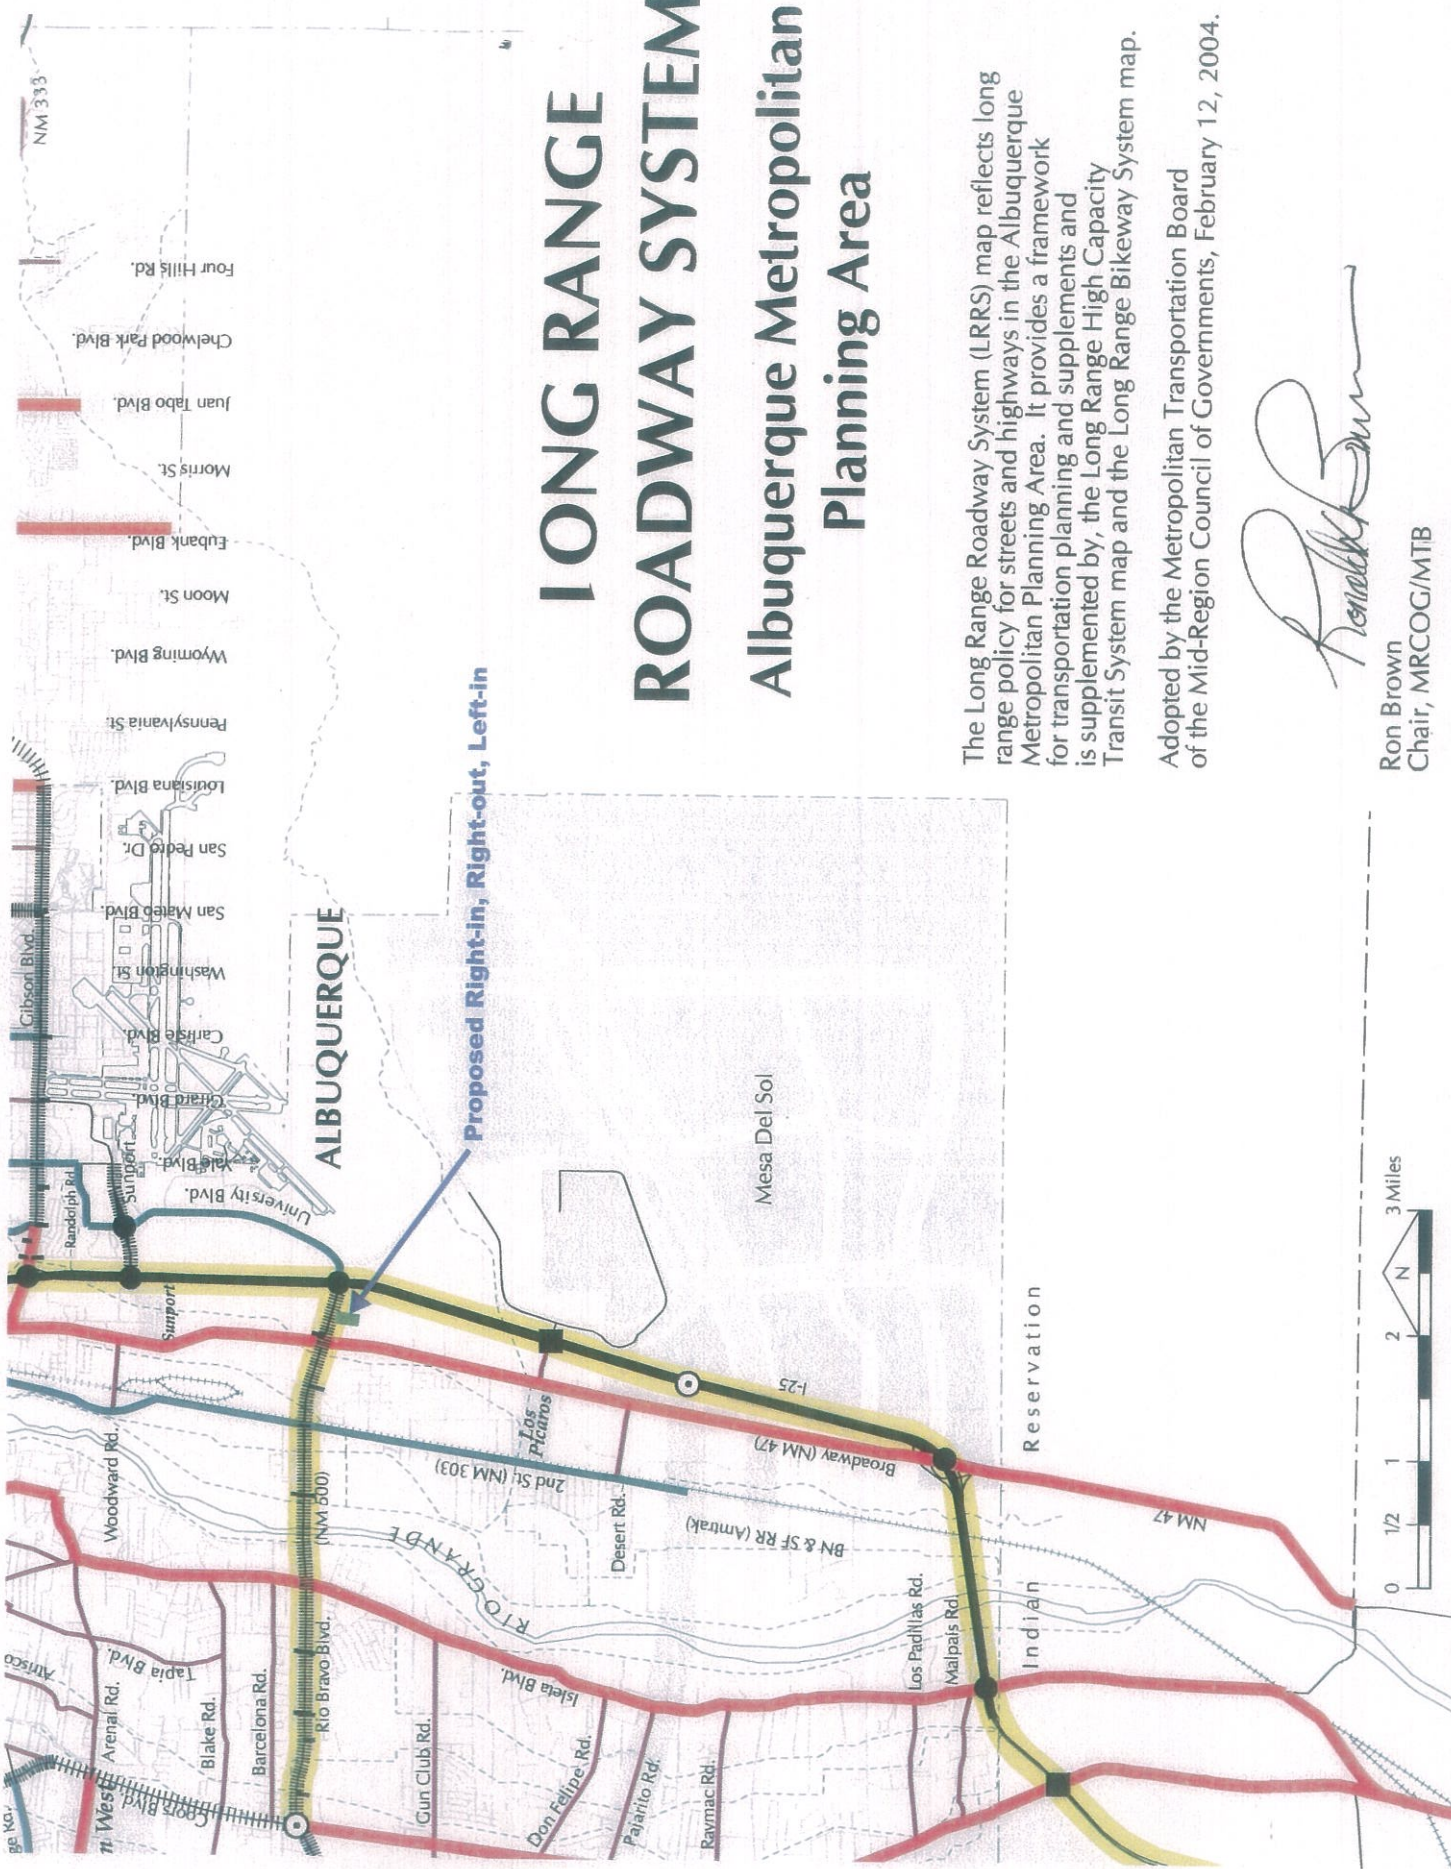 LONG RANGE
ROADWAY SYSTEM
Albuquerque Metropolitan
Planning Area
The Long Range Roadway System (LRRS) map reflects long
range policy for streets and highways in the Albuquerque
Metropolitan Planning Area. It provides a framework
for transportation planning and supplements and
is supplemented by, the Long Range High Capacity
Transit System map and the Long Range Bikeway System map.
Adopted by the Metropolitan Transportation Board
of the Mid-Region Council of Governments, February 12, 2004.
Ron Brown
Chair, MRCOG/MTB
NM 333
Four Hills Rd.
Chelwood Park Blvd.
Juan Tabo Blvd.
Morris St.
Eubank Blvd.
Moon St.
Wyoming Blvd.
Pennsylvania St.
Louisiana Blvd.
San Pedro Dr.
San Mateo Blvd.
Washington St.
Carlisle Blvd.
Girard Blvd.
Yale Blvd.
University Blvd.
Gibson Blvd.
Randolph Rd.
Sunport
Sunport
ALBUQUERQUE
Proposed Right-in, Right-out, Left-in
Mesa Del Sol
I-25
Los
Picaros
Broadway (NM 47)
2nd St. (NM 303)
Desert Rd.
BN & SF RR (Amtrak)
RIO GRANDE
(NM 500)
Rio Bravo Blvd.
Woodward Rd.
Atrisco
Tapia Blvd.
Arenal Rd.
Blake Rd.
Barcelona Rd.
Coors Blvd.
Gun Club Rd.
Isleta Blvd.
Don Felipe Rd.
Pajarito Rd.
Raymac Rd.
Los Padillas Rd.
Malpais Rd.
Indian
Reservation
NM 47
0 1/2 1 2 3 Miles
N